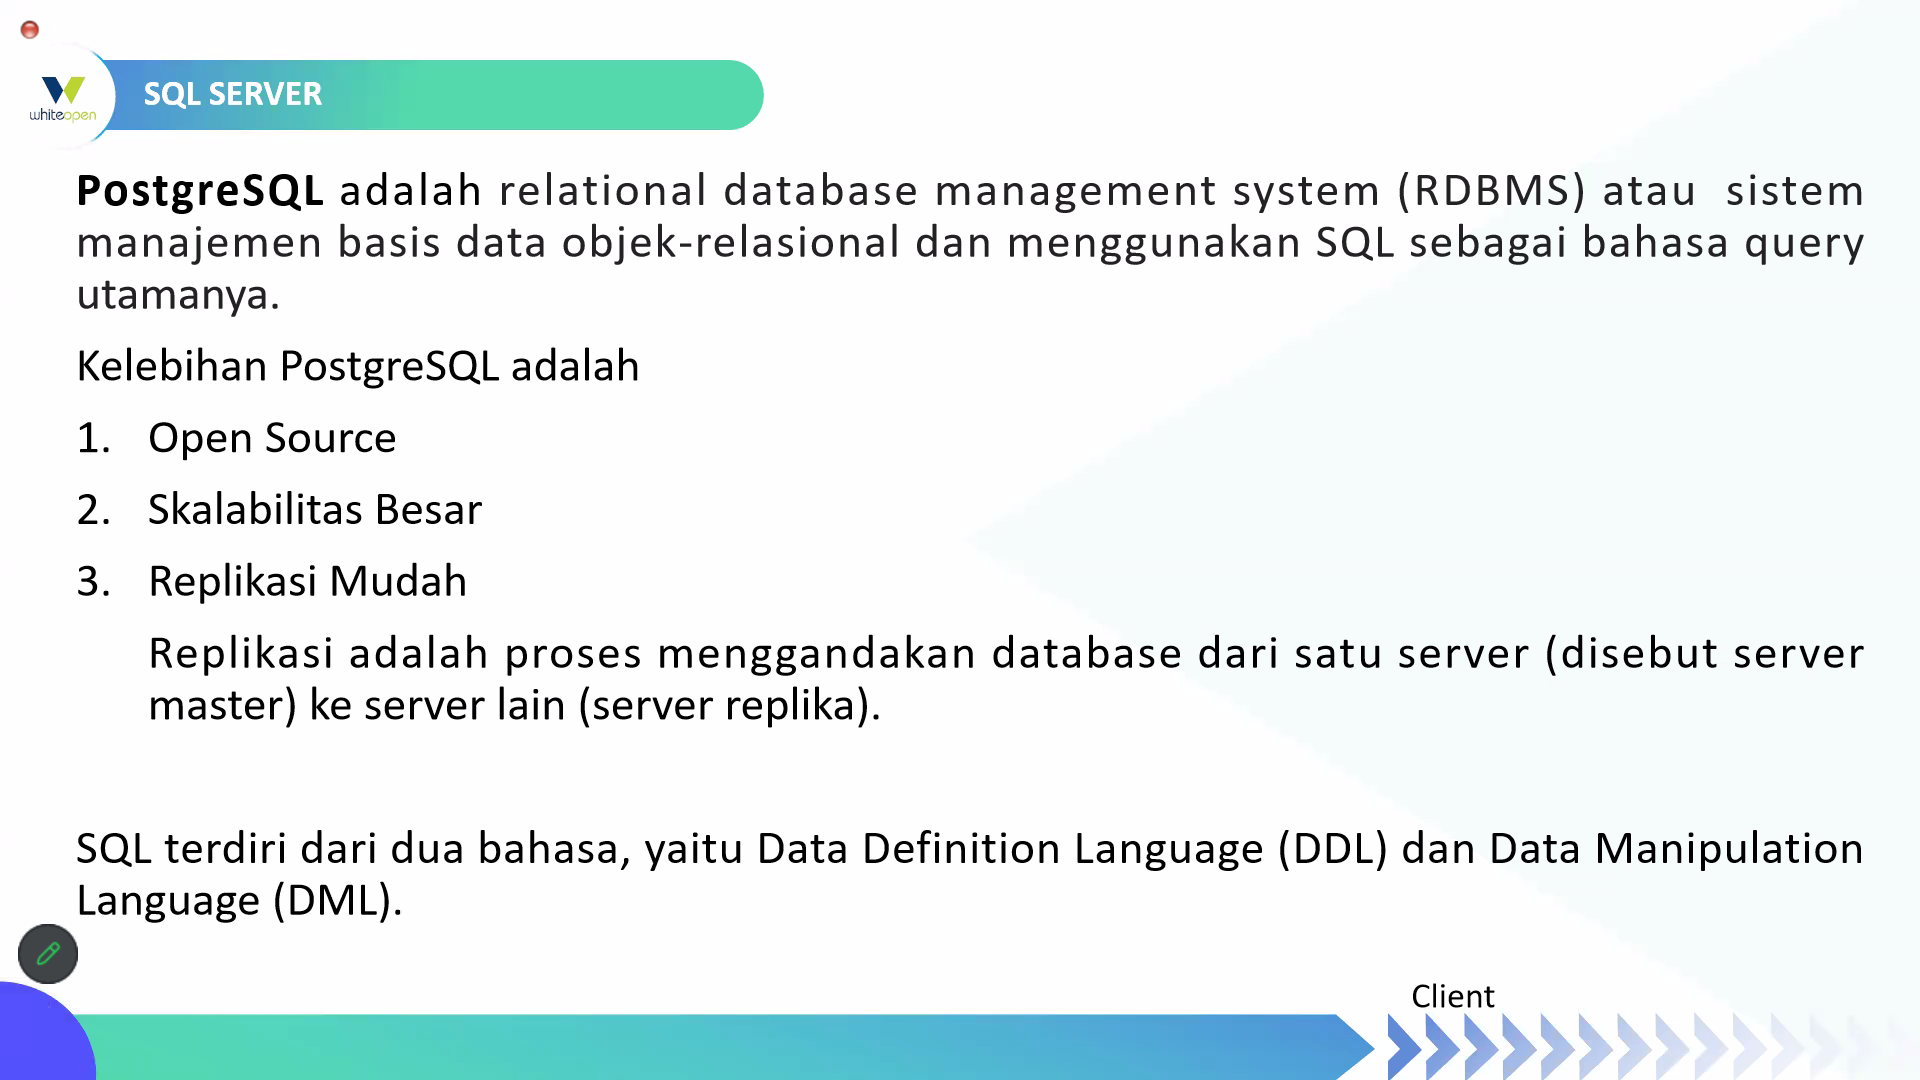 SQL SERVER
whiteopen
PostgreSQL adalah relational database management system (RDBMS) atau sistem
manajemen basis data objek-relasional dan menggunakan SQL sebagai bahasa query
utamanya.
Kelebihan PostgreSQL adalah
1. Open Source
2. Skalabilitas Besar
3. Replikasi Mudah
Replikasi adalah proses menggandakan database dari satu server (disebut server
master) ke server lain (server replika).
SQL terdiri dari dua bahasa, yaitu Data Definition Language (DDL) dan Data Manipulation
Language (DML).
Client